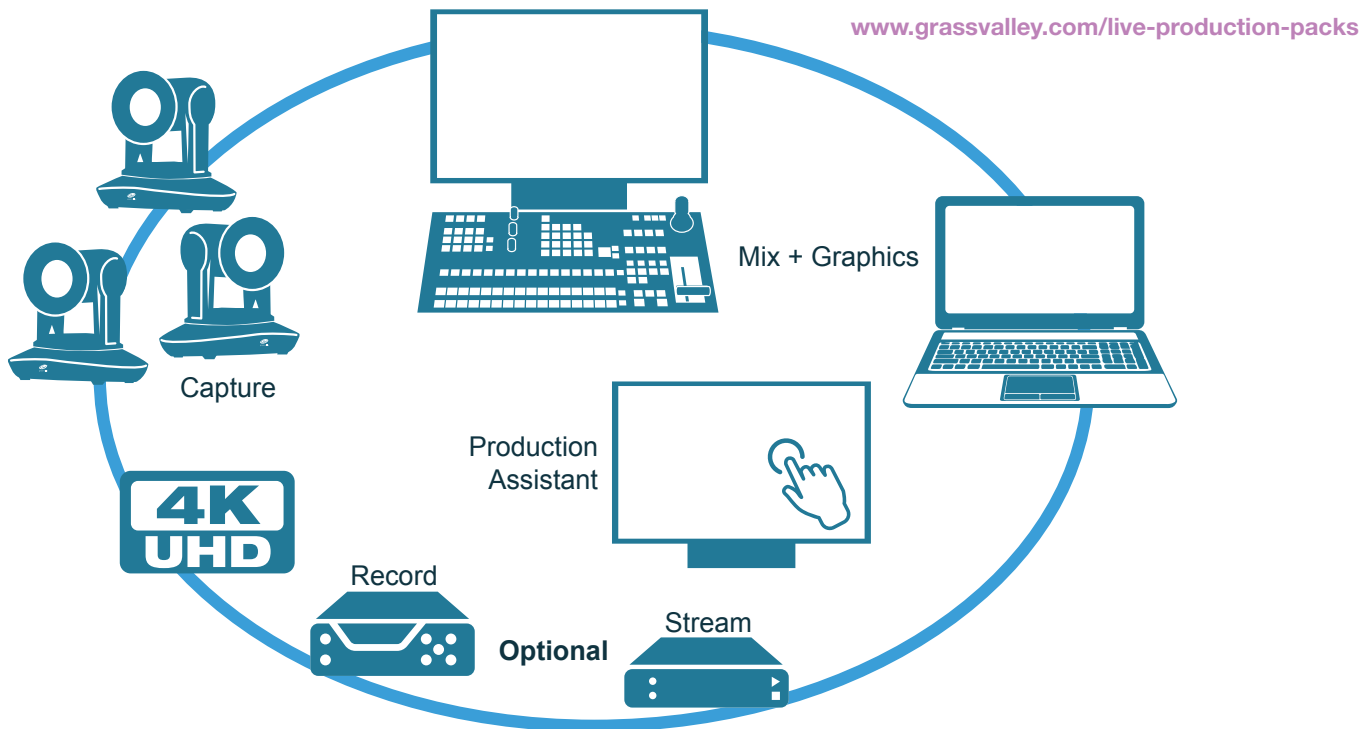 www.grassvalley.com/live-production-packs
Mix + Graphics
Capture
Production
Assistant
4K
UHD
Record
Optional
Stream